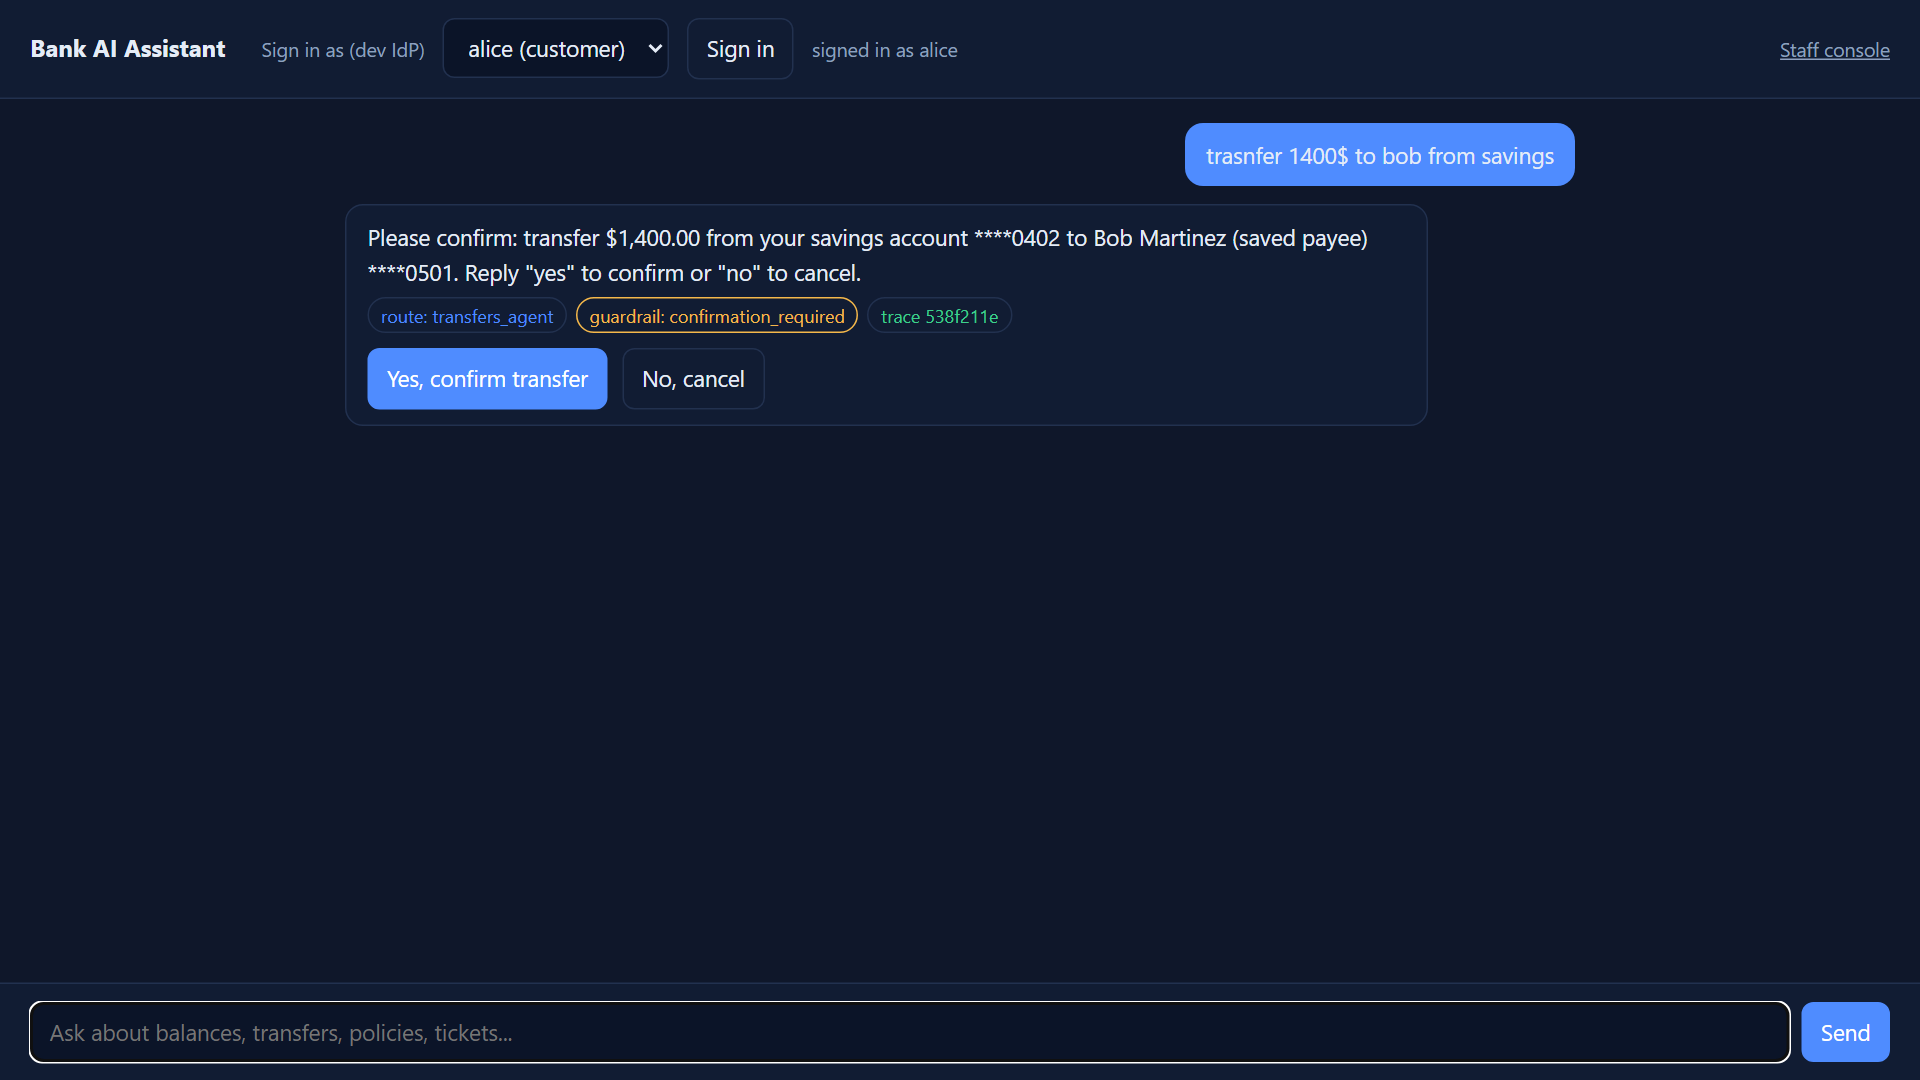 Bank AI Assistant
Sign in as (dev IdP)
alice (customer)
Sign in
signed in as alice
Staff console
trasnfer 1400$ to bob from savings
Please confirm: transfer $1,400.00 from your savings account ****0402 to Bob Martinez (saved payee)
****0501. Reply "yes" to confirm or "no" to cancel.
route: transfers_agent
guardrail: confirmation_required
trace 538f211e
Yes, confirm transfer
No, cancel
Ask about balances, transfers, policies, tickets...
Send